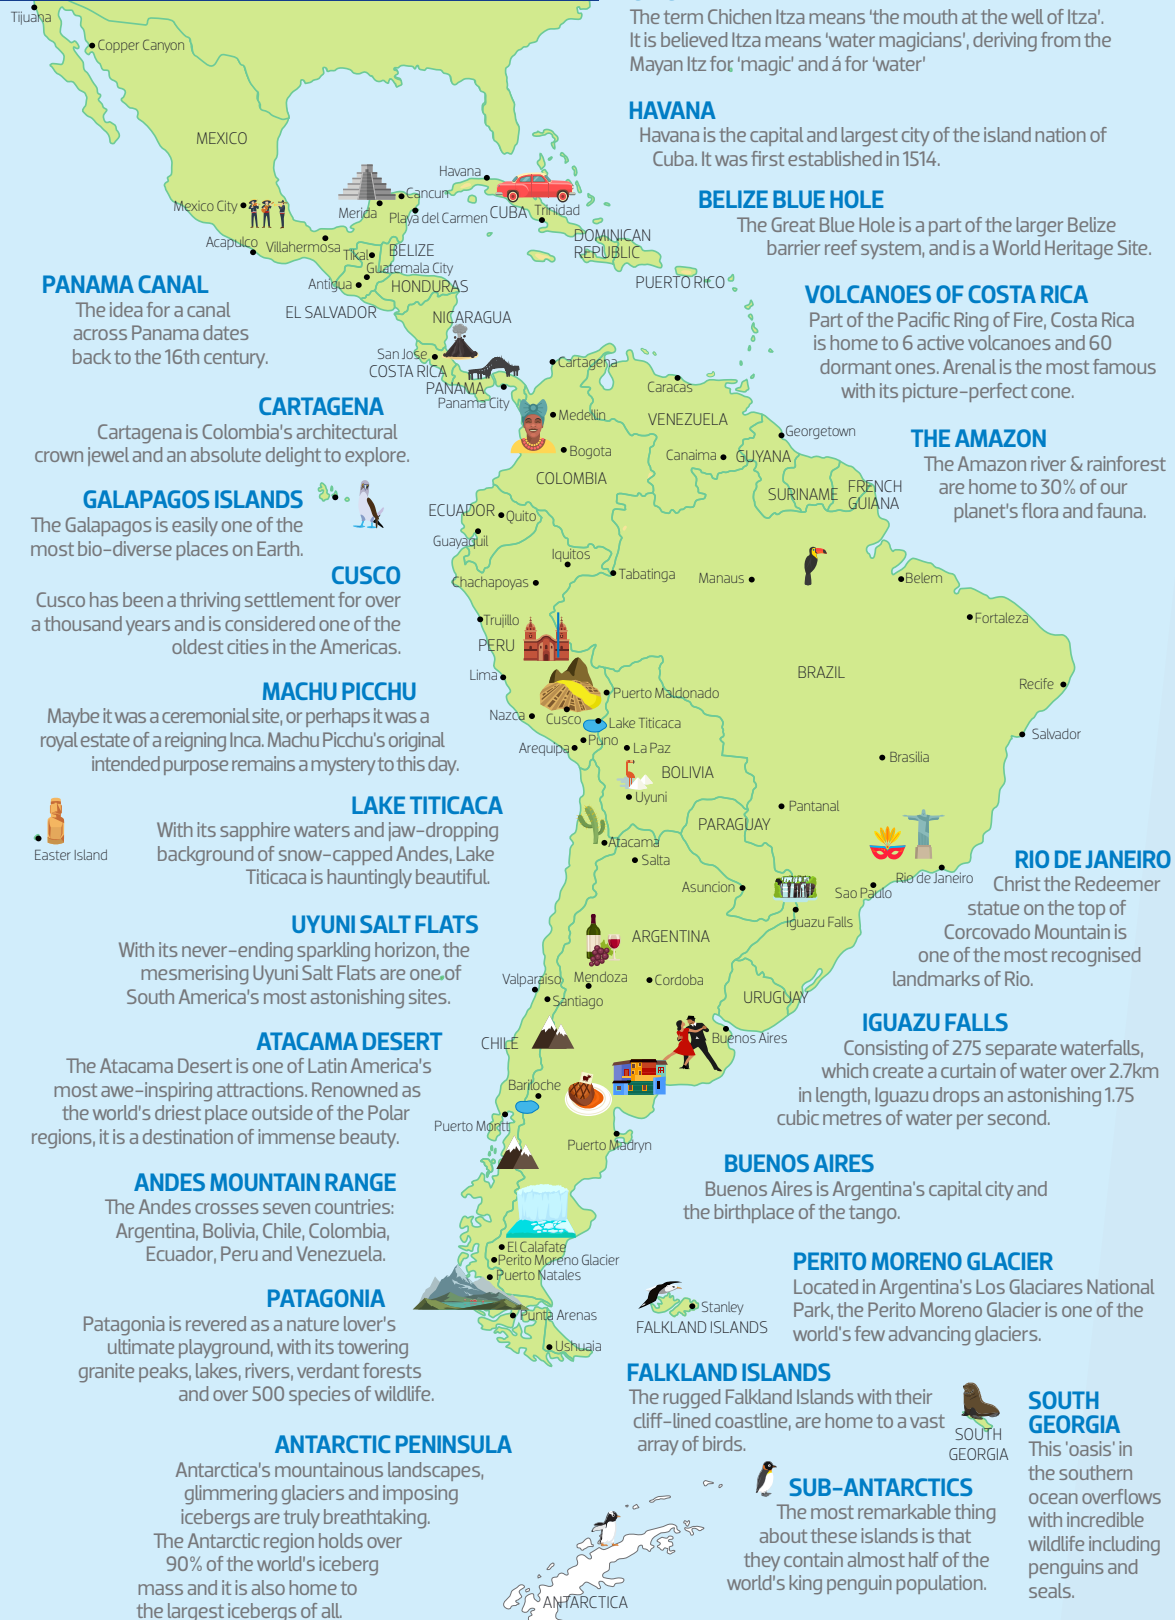 The term Chichen Itza means ‘the mouth at the well of Itza’.
It is believed Itza means ‘water magicians’, deriving from the
Mayan Itz for ‘magic’ and á for ‘water’
HAVANA
Havana is the capital and largest city of the island nation of
Cuba. It was first established in 1514.
BELIZE BLUE HOLE
The Great Blue Hole is a part of the larger Belize
barrier reef system, and is a World Heritage Site.
VOLCANOES OF COSTA RICA
Part of the Pacific Ring of Fire, Costa Rica
is home to 6 active volcanoes and 60
dormant ones. Arenal is the most famous
with its picture-perfect cone.
THE AMAZON
The Amazon river & rainforest
are home to 30% of our
planet's flora and fauna.
PANAMA CANAL
The idea for a canal
across Panama dates
back to the 16th century.
CARTAGENA
Cartagena is Colombia's architectural
crown jewel and an absolute delight to explore.
GALAPAGOS ISLANDS
The Galapagos is easily one of the
most bio-diverse places on Earth.
CUSCO
Cusco has been a thriving settlement for over
a thousand years and is considered one of the
oldest cities in the Americas.
MACHU PICCHU
Maybe it was a ceremonial site, or perhaps it was a
royal estate of a reigning Inca. Machu Picchu's original
intended purpose remains a mystery to this day.
LAKE TITICACA
With its sapphire waters and jaw-dropping
background of snow-capped Andes, Lake
Titicaca is hauntingly beautiful.
UYUNI SALT FLATS
With its never-ending sparkling horizon, the
mesmerising Uyuni Salt Flats are one of
South America's most astonishing sites.
ATACAMA DESERT
The Atacama Desert is one of Latin America's
most awe-inspiring attractions. Renowned as
the world's driest place outside of the Polar
regions, it is a destination of immense beauty.
ANDES MOUNTAIN RANGE
The Andes crosses seven countries:
Argentina, Bolivia, Chile, Colombia,
Ecuador, Peru and Venezuela.
PATAGONIA
Patagonia is revered as a nature lover's
ultimate playground, with its towering
granite peaks, lakes, rivers, verdant forests
and over 500 species of wildlife.
ANTARCTIC PENINSULA
Antarctica's mountainous landscapes,
glimmering glaciers and imposing
icebergs are truly breathtaking.
The Antarctic region holds over
90% of the world's iceberg
mass and it is also home to
the largest icebergs of all.
RIO DE JANEIRO
Christ the Redeemer
statue on the top of
Corcovado Mountain is
one of the most recognised
landmarks of Rio.
IGUAZU FALLS
Consisting of 275 separate waterfalls,
which create a curtain of water over 2.7km
in length, Iguazu drops an astonishing 1.75
cubic metres of water per second.
BUENOS AIRES
Buenos Aires is Argentina's capital city and
the birthplace of the tango.
PERITO MORENO GLACIER
Located in Argentina's Los Glaciares National
Park, the Perito Moreno Glacier is one of the
world's few advancing glaciers.
FALKLAND ISLANDS
The rugged Falkland Islands with their
cliff-lined coastline, are home to a vast
array of birds.
SOUTH
GEORGIA
This 'oasis' in
the southern
ocean overflows
with incredible
wildlife including
penguins and
seals.
SUB-ANTARCTICS
The most remarkable thing
about these islands is that
they contain almost half of the
world's king penguin population.
Tijuana
Copper Canyon
MEXICO
Havana
Cancun
Mexico City
Merida
Playa del Carmen
CUBA
Trinidad
Acapulco
Villahermosa
Tikal
BELIZE
DOMINICAN
REPUBLIC
Guatemala City
Antigua
HONDURAS
PUERTO RICO
EL SALVADOR
NICARAGUA
San Jose
COSTA RICA
Cartagena
PANAMA
Panama City
Caracas
Medellin
VENEZUELA
Georgetown
Bogota
Canaima
GUYANA
COLOMBIA
SURINAME
FRENCH
GUIANA
ECUADOR
Quito
Guayaquil
Iquitos
Tabatinga
Manaus
Belem
Chachapoyas
Trujillo
Fortaleza
PERU
BRAZIL
Lima
Recife
Puerto Maldonado
Nazca
Cusco
Lake Titicaca
Salvador
Puno
Arequipa
La Paz
Brasilia
BOLIVIA
Uyuni
Pantanal
PARAGUAY
Atacama
Easter Island
Salta
Rio de Janeiro
Asuncion
Sao Paulo
Iguazu Falls
ARGENTINA
Valparaiso
Mendoza
Cordoba
Santiago
URUGUAY
CHILE
Buenos Aires
Bariloche
Puerto Montt
Puerto Madryn
El Calafate
Perito Moreno Glacier
Puerto Natales
Punta Arenas
Stanley
FALKLAND ISLANDS
Ushuaia
SOUTH
GEORGIA
ANTARCTICA